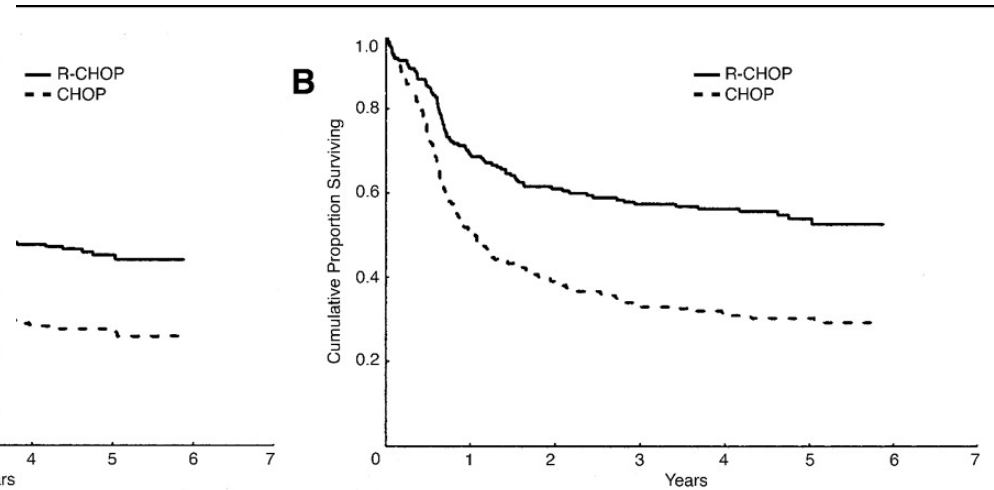 R-CHOP
CHOP
4 5 6 7
B
R-CHOP
CHOP
Cumulative Proportion Surviving
1.0
0.8
0.6
0.4
0.2
0 1 2 3 4 5 6 7
Years